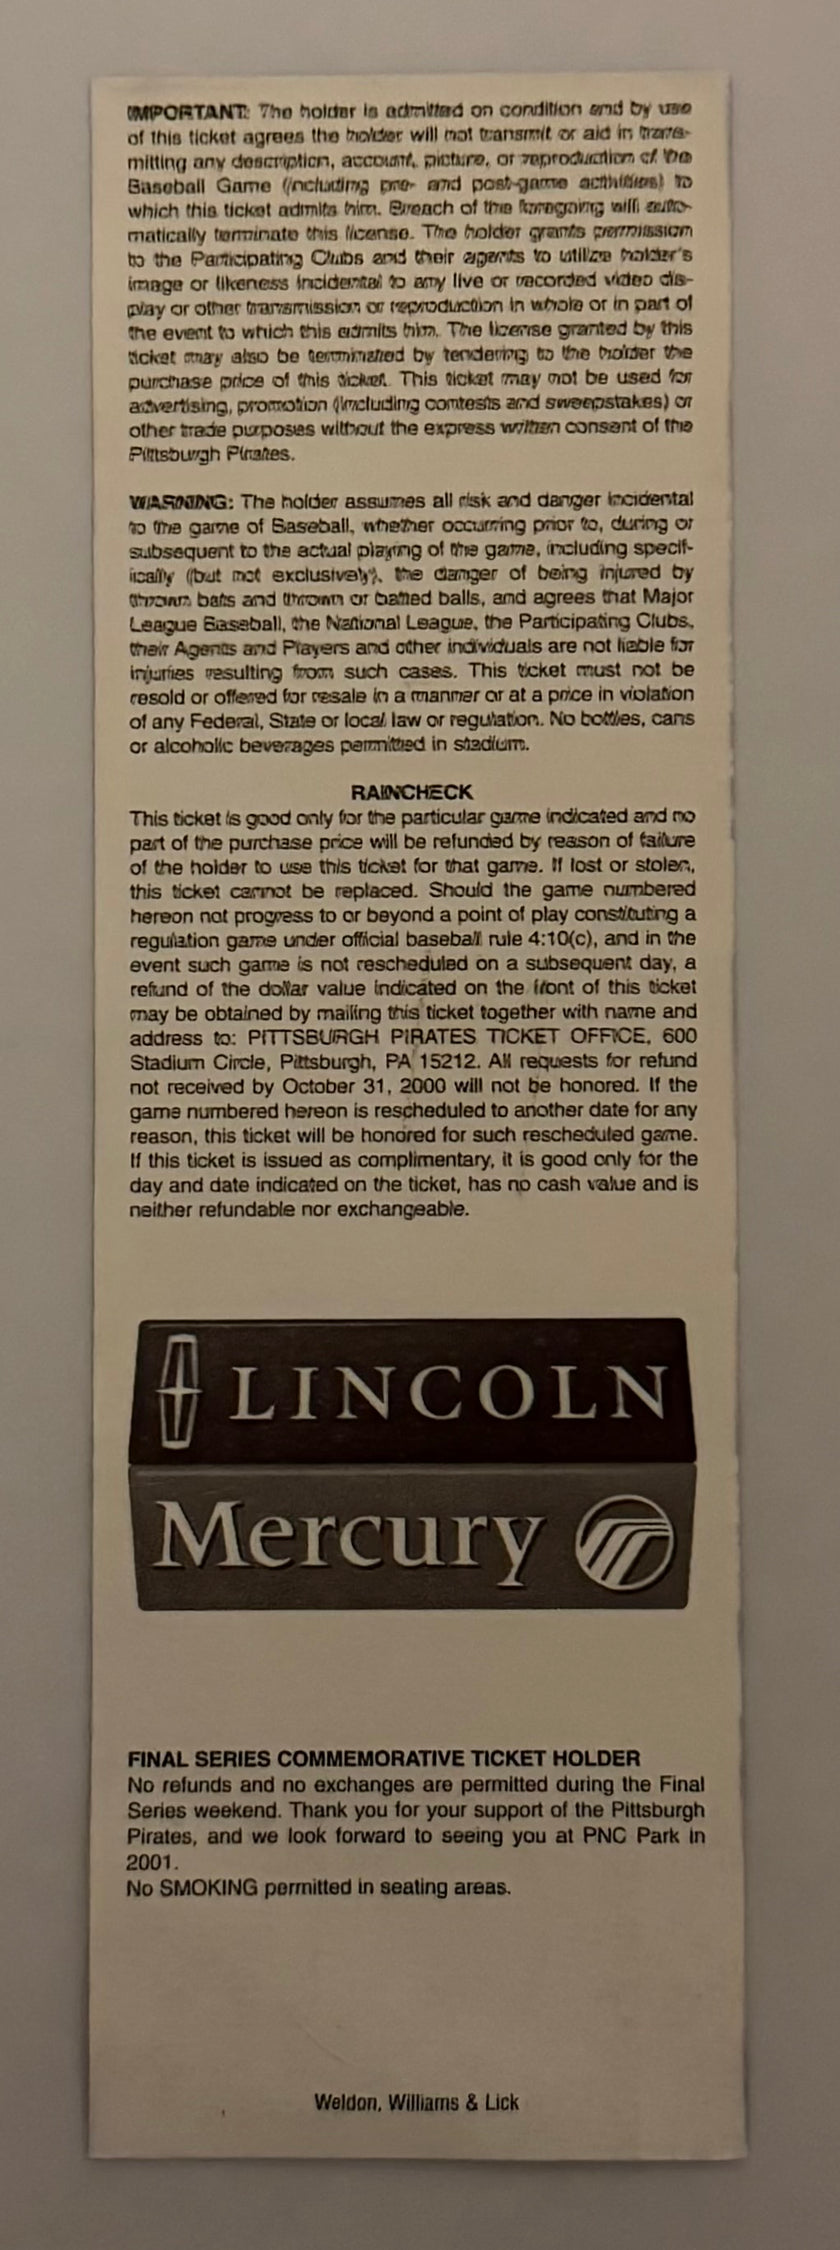 IMPORTANT: The holder is admitted on condition and by use
of this ticket agrees the holder will not transmit or aid in trans-
mitting any description, account, picture, or reproduction of the
Baseball Game (including pre- and post-game activities) to
which this ticket admits him. Breach of the foregoing will auto-
matically terminate this license. The holder grants permission
to the Participating Clubs and their agents to utilize holder's
image or likeness incidental to any live or recorded video dis-
play or other transmission or reproduction in whole or in part of
the event to which this admits him. The license granted by this
ticket may also be terminated by tendering to the holder the
purchase price of this ticket. This ticket may not be used for
advertising, promotion (including contests and sweepstakes) or
other trade purposes without the express written consent of the
Pittsburgh Pirates.
WARNING: The holder assumes all risk and danger incidental
to the game of Baseball, whether occurring prior to, during or
subsequent to the actual playing of the game, including specif-
ically (but not exclusively), the danger of being injured by
thrown bats and thrown or batted balls, and agrees that Major
League Baseball, the National League, the Participating Clubs,
their Agents and Players and other individuals are not liable for
injuries resulting from such cases. This ticket must not be
resold or offered for resale in a manner or at a price in violation
of any Federal, State or local law or regulation. No bottles, cans
or alcoholic beverages permitted in stadium.
RAINCHECK
This ticket is good only for the particular game indicated and no
part of the purchase price will be refunded by reason of failure
of the holder to use this ticket for that game. If lost or stolen,
this ticket cannot be replaced. Should the game numbered
hereon not progress to or beyond a point of play constituting a
regulation game under official baseball rule 4:10(c), and in the
event such game is not rescheduled on a subsequent day, a
refund of the dollar value indicated on the front of this ticket
may be obtained by mailing this ticket together with name and
address to: PITTSBURGH PIRATES TICKET OFFICE, 600
Stadium Circle, Pittsburgh, PA 15212. All requests for refund
not received by October 31, 2000 will not be honored. If the
game numbered hereon is rescheduled to another date for any
reason, this ticket will be honored for such rescheduled game.
If this ticket is issued as complimentary, it is good only for the
day and date indicated on the ticket, has no cash value and is
neither refundable nor exchangeable.
LINCOLN
Mercury
FINAL SERIES COMMEMORATIVE TICKET HOLDER
No refunds and no exchanges are permitted during the Final
Series weekend. Thank you for your support of the Pittsburgh
Pirates, and we look forward to seeing you at PNC Park in
2001.
No SMOKING permitted in seating areas.
Weldon, Williams & Lick